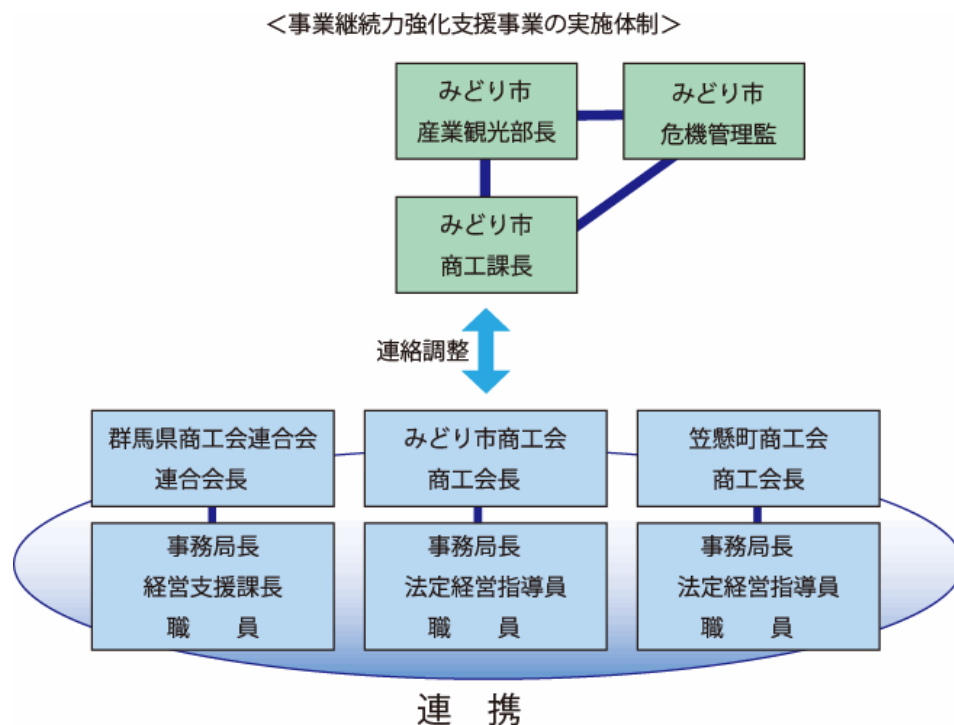 ＜事業継続力強化支援事業の実施体制＞
みどり市
産業観光部長
みどり市
危機管理監
みどり市
商工課長
連絡調整
群馬県商工会連合会
連合会長
みどり市商工会
商工会長
笠懸町商工会
商工会長
事務局長
経営支援課長
職　　員
事務局長
法定経営指導員
職　　員
事務局長
法定経営指導員
職　　員
連　携